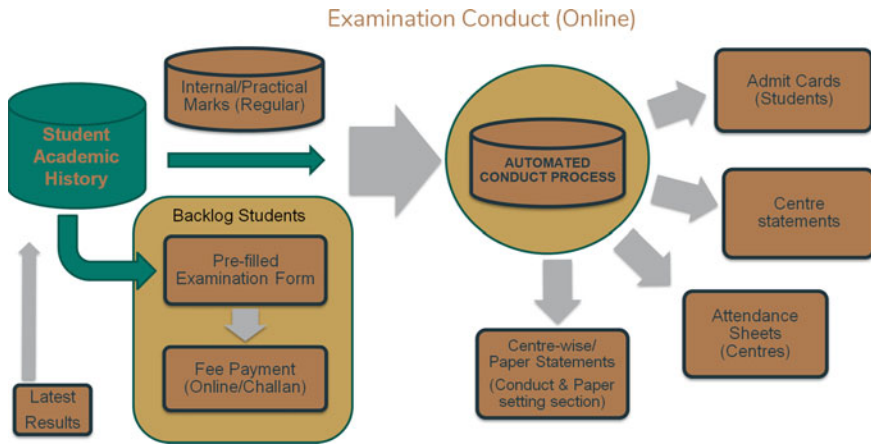 Examination Conduct (Online)
Internal/Practical
Marks (Regular)
Student
Academic
History
Backlog Students
Pre-filled
Examination Form
Fee Payment
(Online/Challan)
Latest
Results
AUTOMATED
CONDUCT PROCESS
Admit Cards
(Students)
Centre
statements
Attendance
Sheets
(Centres)
Centre-wise/
Paper Statements
(Conduct & Paper
setting section)